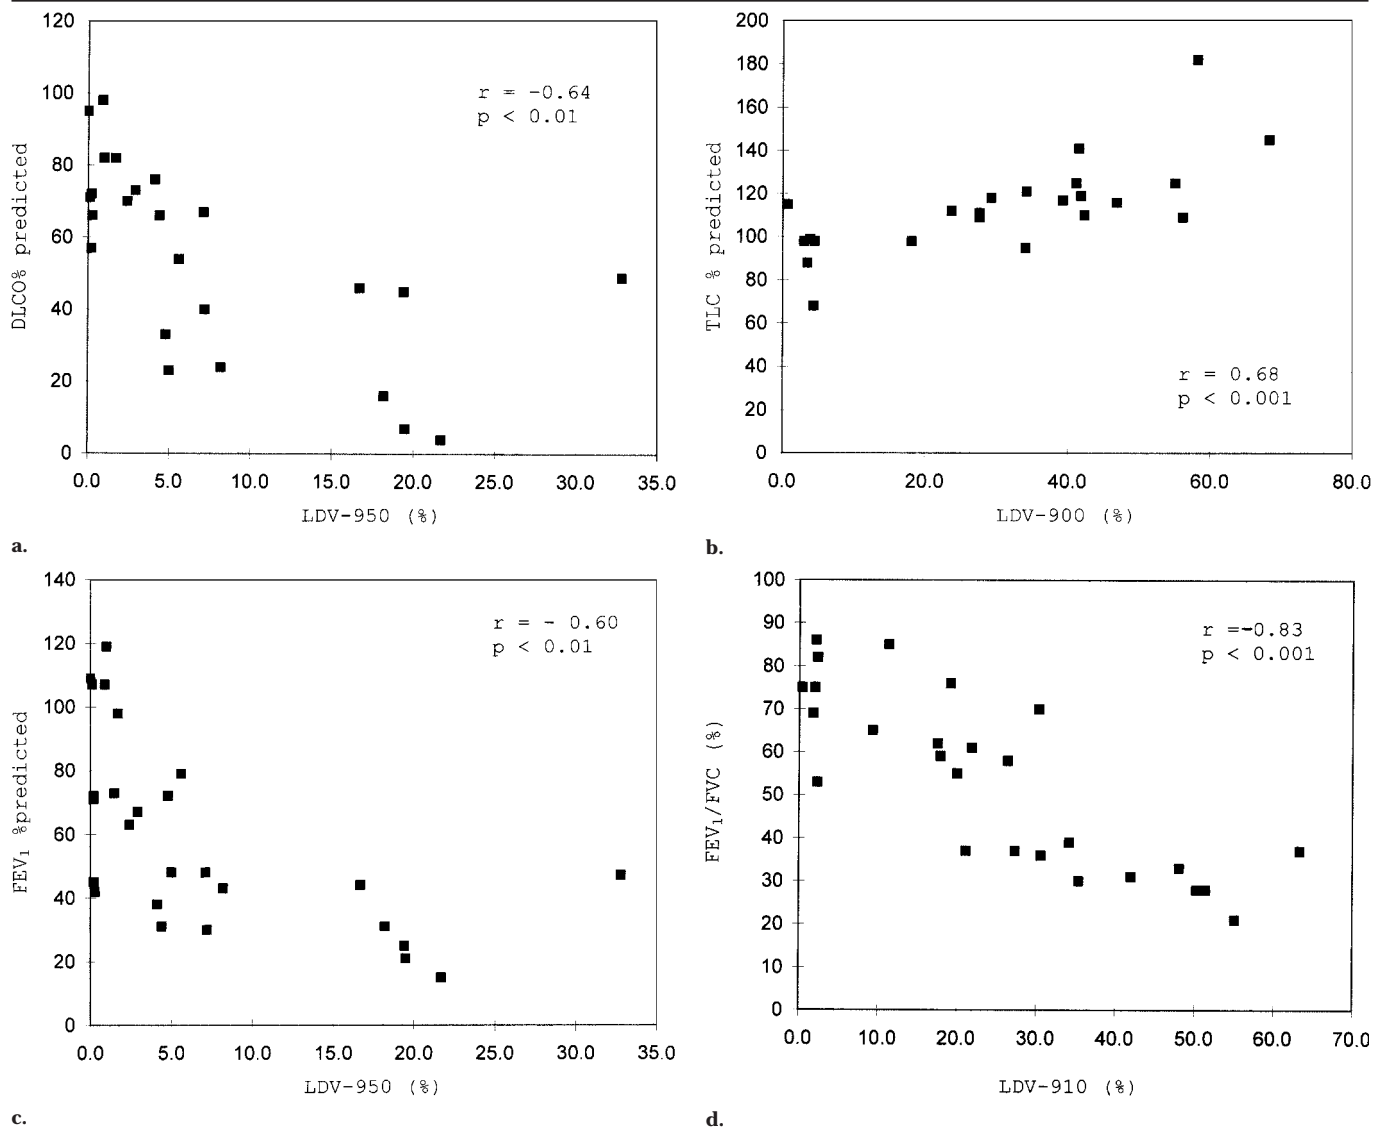 120
100
80
60
40
20
0
DLCO% predicted
r = -0.64
p < 0.01
0.0 5.0 10.0 15.0 20.0 25.0 30.0 35.0
LDV-950 (%)
a.
200
180
160
140
120
100
80
60
40
20
0
TLC % predicted
r = 0.68
p < 0.001
0.0 20.0 40.0 60.0 80.0
LDV-900 (%)
b.
140
120
100
80
60
40
20
0
FEV₁ %predicted
r = - 0.60
p < 0.01
0.0 5.0 10.0 15.0 20.0 25.0 30.0 35.0
LDV-950 (%)
c.
100
90
80
70
60
50
40
30
20
10
0
FEV₁/FVC (%)
r =-0.83
p < 0.001
0.0 10.0 20.0 30.0 40.0 50.0 60.0 70.0
LDV-910 (%)
d.